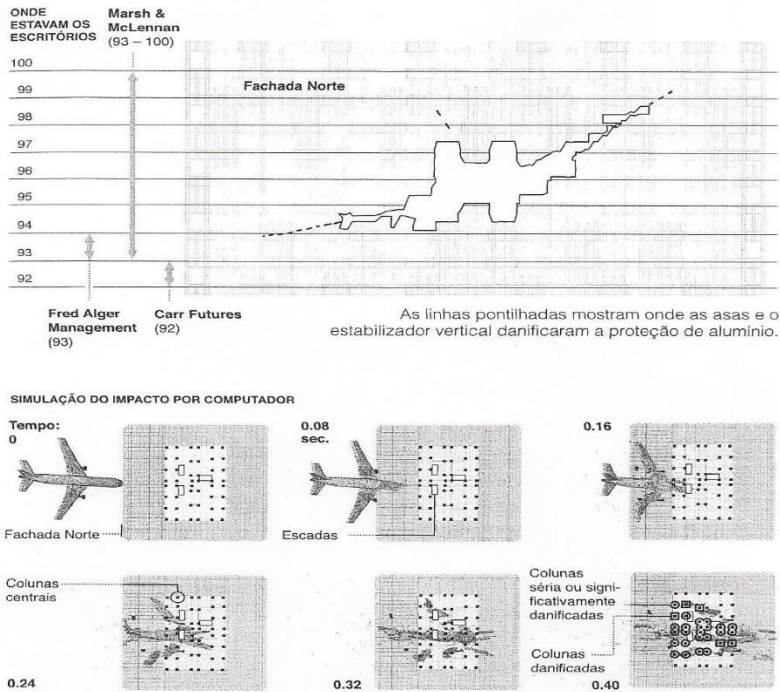 ONDE
ESTAVAM OS
ESCRITÓRIOS
Marsh &
McLennan
(93 – 100)
100
99
98
97
96
95
94
93
92
Fachada Norte
Fred Alger
Management
(93)
Carr Futures
(92)
As linhas pontilhadas mostram onde as asas e o
estabilizador vertical danificaram a proteção de alumínio.
SIMULAÇÃO DO IMPACTO POR COMPUTADOR
Tempo:
0
Fachada Norte
0.08
sec.
Escadas
0.16
Colunas
centrais
0.24
0.32
Colunas
séria ou signi-
ficativamente
danificadas
Colunas
danificadas
0.40